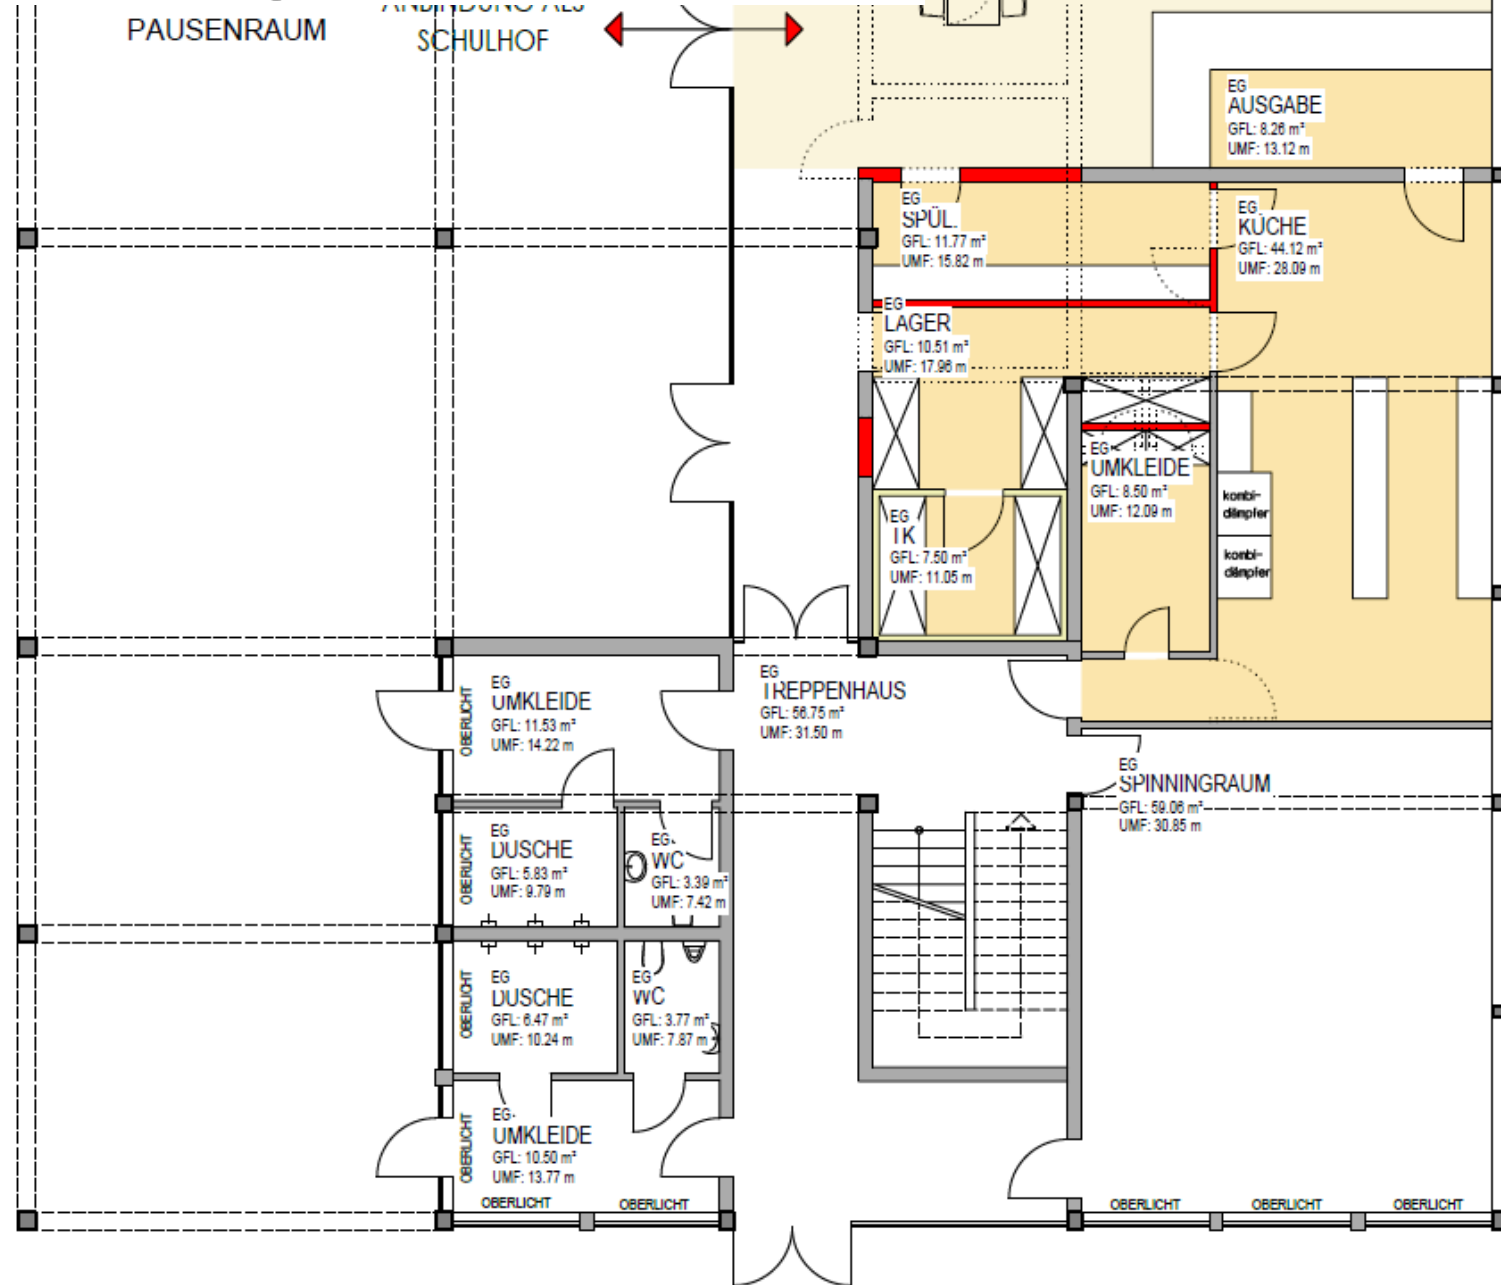 PAUSENRAUM
ANBINDUNG ALS
SCHULHOF
EG
AUSGABE
GFL: 8.26 m²
UMF: 13.12 m
EG
SPÜL.
GFL: 11.77 m²
UMF: 15.82 m
EG
KÜCHE
GFL: 44.12 m²
UMF: 28.09 m
EG
LAGER
GFL: 10.51 m²
UMF: 17.96 m
EG
UMKLEIDE
GFL: 8.50 m²
UMF: 12.09 m
kombi-
dämpfer
kombi-
dämpfer
EG
TK
GFL: 7.50 m²
UMF: 11.05 m
EG
UMKLEIDE
GFL: 11.53 m²
UMF: 14.22 m
OBERLICHT
EG
TREPPENHAUS
GFL: 56.75 m²
UMF: 31.50 m
EG
SPINNINGRAUM
GFL: 59.06 m²
UMF: 30.85 m
EG
DUSCHE
GFL: 5.83 m²
UMF: 9.79 m
OBERLICHT
EG
WC
GFL: 3.39 m²
UMF: 7.42 m
EG
DUSCHE
GFL: 6.47 m²
UMF: 10.24 m
OBERLICHT
EG
WC
GFL: 3.77 m²
UMF: 7.87 m
EG
UMKLEIDE
GFL: 10.50 m²
UMF: 13.77 m
OBERLICHT
OBERLICHT
OBERLICHT
OBERLICHT
OBERLICHT
OBERLICHT